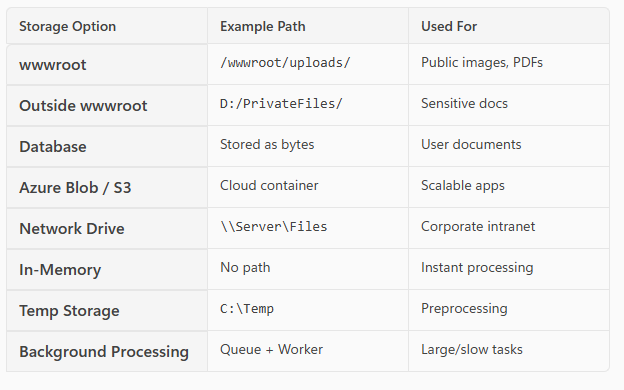 Storage Option Example Path Used For
wwwroot /wwwroot/uploads/ Public images, PDFs
Outside wwwroot D:/PrivateFiles/ Sensitive docs
Database Stored as bytes User documents
Azure Blob / S3 Cloud container Scalable apps
Network Drive \\Server\Files Corporate intranet
In-Memory No path Instant processing
Temp Storage C:\Temp Preprocessing
Background Processing Queue + Worker Large/slow tasks